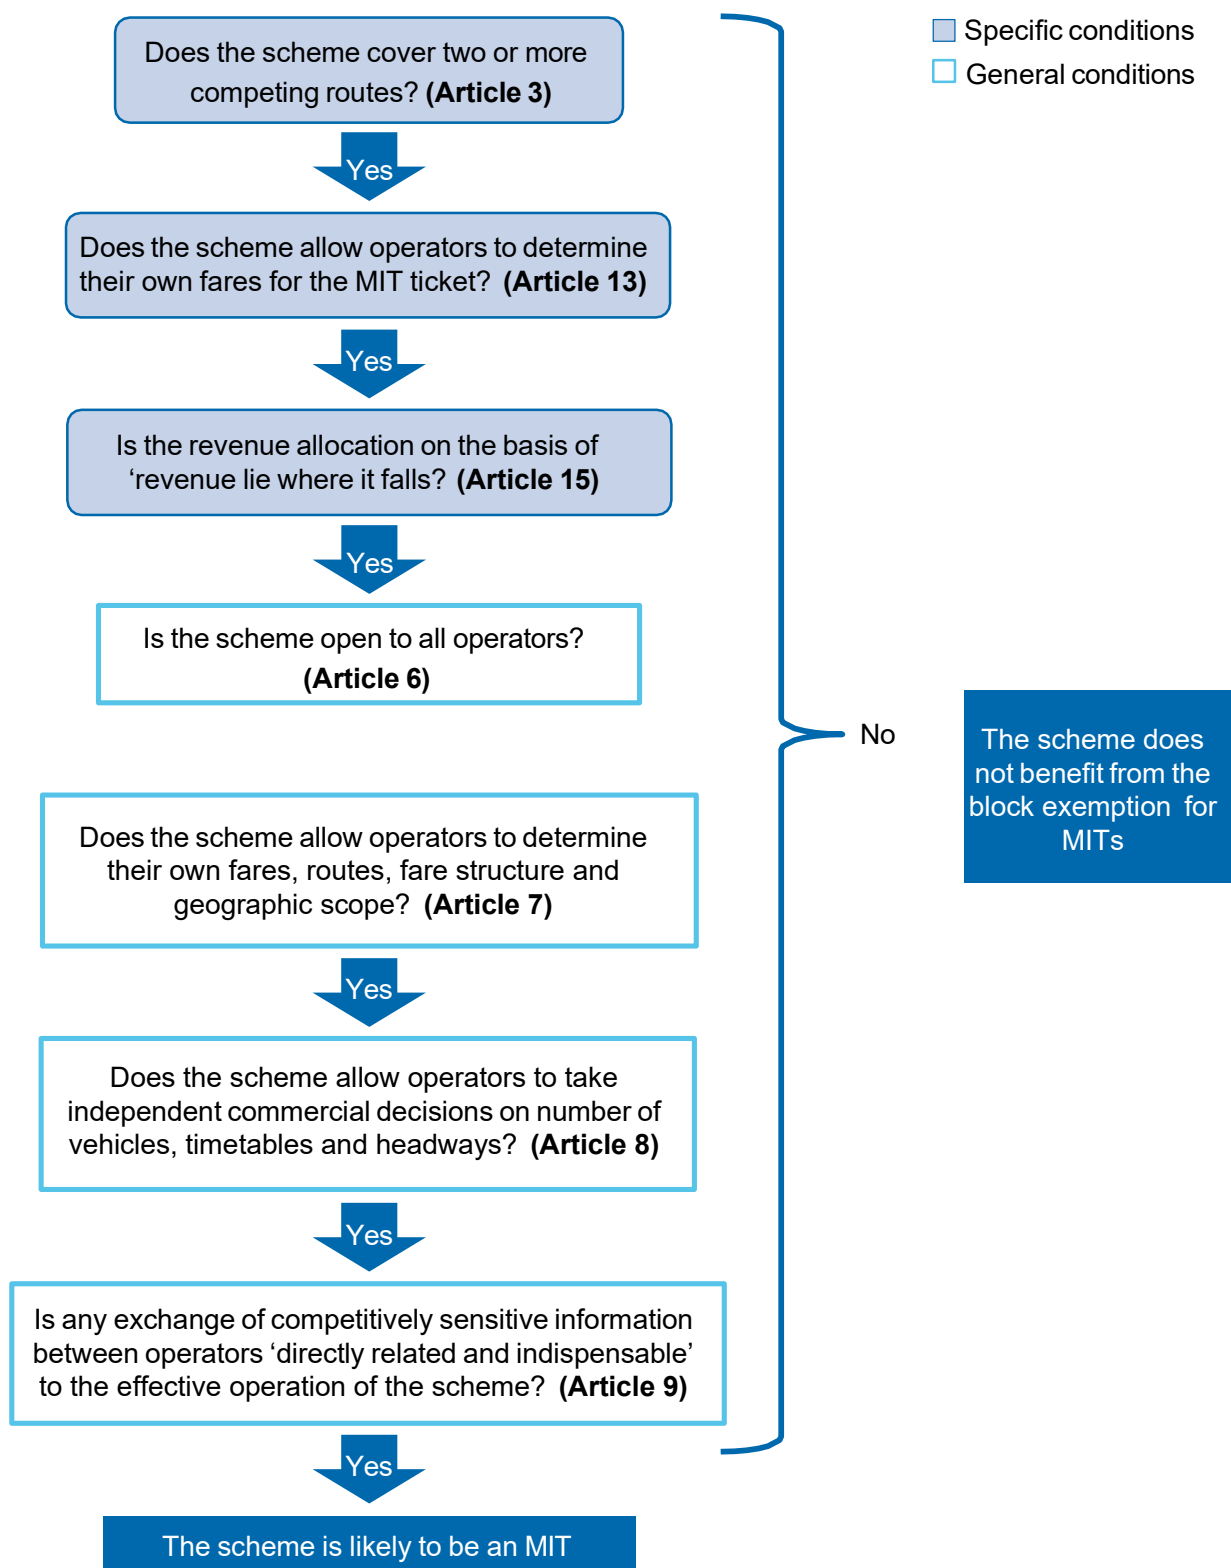 Does the scheme cover two or more
competing routes? (Article 3)
Yes
Does the scheme allow operators to determine
their own fares for the MIT ticket? (Article 13)
Yes
Is the revenue allocation on the basis of
‘revenue lie where it falls? (Article 15)
Yes
Is the scheme open to all operators?
(Article 6)
Does the scheme allow operators to determine
their own fares, routes, fare structure and
geographic scope? (Article 7)
Yes
Does the scheme allow operators to take
independent commercial decisions on number of
vehicles, timetables and headways? (Article 8)
Yes
Is any exchange of competitively sensitive information
between operators ‘directly related and indispensable’
to the effective operation of the scheme? (Article 9)
Yes
The scheme is likely to be an MIT
Specific conditions
General conditions
No
The scheme does
not benefit from the
block exemption for
MITs